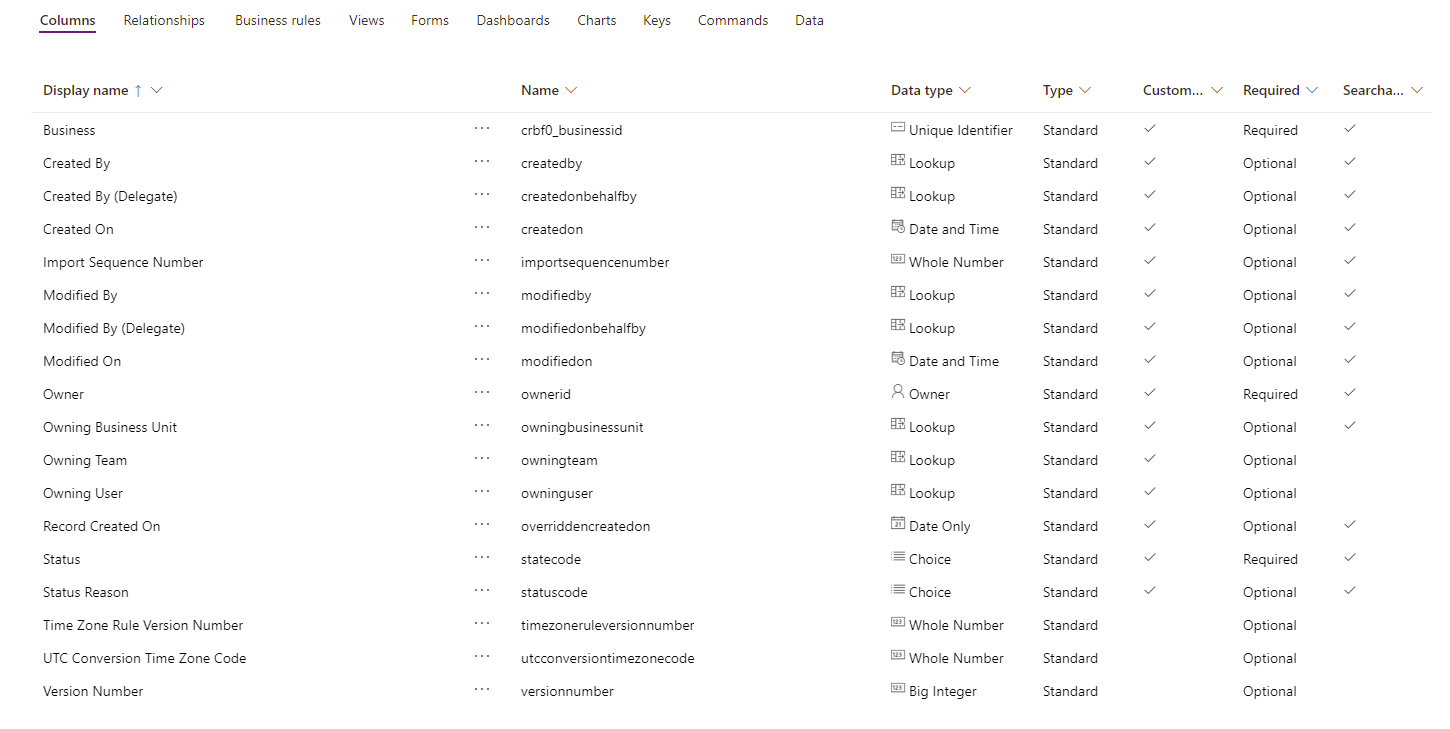 Columns Relationships Business rules Views Forms Dashboards Charts Keys Commands Data
Display name ↑ Name Data type Type Custom... Required Searcha...
Business ... crbf0_businessid Unique Identifier Standard ✓ Required ✓
Created By ... createdby Lookup Standard ✓ Optional ✓
Created By (Delegate) ... createdonbehalfby Lookup Standard ✓ Optional ✓
Created On ... createdon Date and Time Standard ✓ Optional ✓
Import Sequence Number ... importsequencenumber Whole Number Standard ✓ Optional ✓
Modified By ... modifiedby Lookup Standard ✓ Optional ✓
Modified By (Delegate) ... modifiedonbehalfby Lookup Standard ✓ Optional ✓
Modified On ... modifiedon Date and Time Standard ✓ Optional ✓
Owner ... ownerid Owner Standard ✓ Required ✓
Owning Business Unit ... owningbusinessunit Lookup Standard ✓ Optional ✓
Owning Team ... owningteam Lookup Standard ✓ Optional
Owning User ... owninguser Lookup Standard ✓ Optional
Record Created On ... overriddencreatedon Date Only Standard ✓ Optional ✓
Status ... statecode Choice Standard ✓ Required ✓
Status Reason ... statuscode Choice Standard ✓ Optional ✓
Time Zone Rule Version Number ... timezoneruleversionnumber Whole Number Standard Optional
UTC Conversion Time Zone Code ... utcconversiontimezonecode Whole Number Standard Optional
Version Number ... versionnumber Big Integer Standard Optional